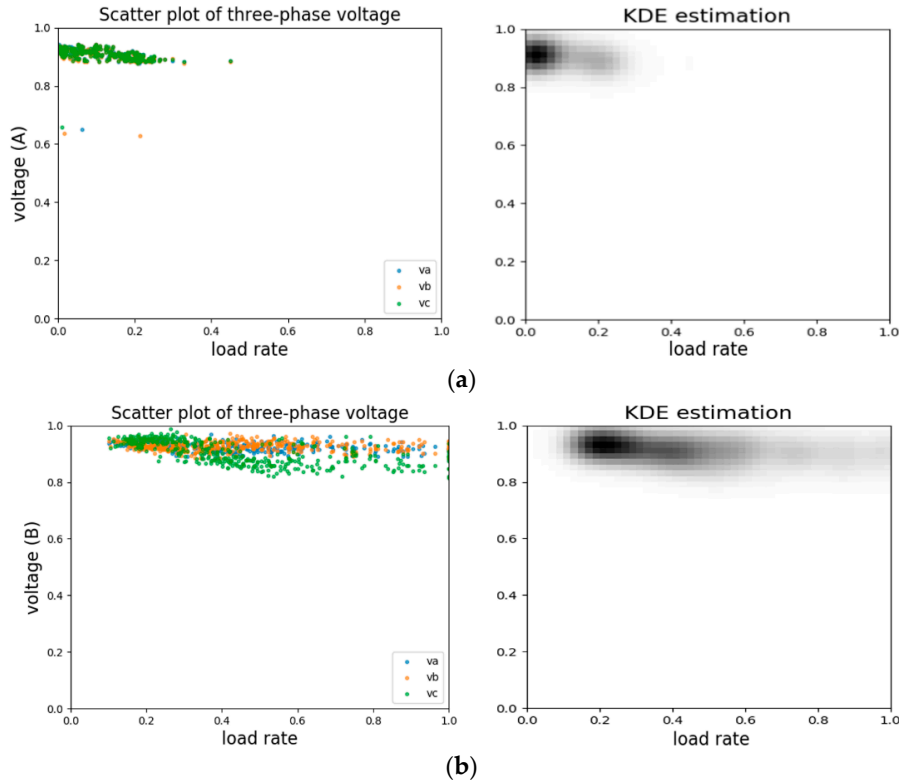 Scatter plot of three-phase voltage
KDE estimation
1.0
0.8
0.6
0.4
0.2
0.0
voltage (A)
va
vb
vc
0.0 0.2 0.4 0.6 0.8 1.0
load rate
1.0
0.8
0.6
0.4
0.2
0.0
0.0 0.2 0.4 0.6 0.8 1.0
load rate
(a)
Scatter plot of three-phase voltage
KDE estimation
1.0
0.8
0.6
0.4
0.2
0.0
voltage (B)
va
vb
vc
0.0 0.2 0.4 0.6 0.8 1.0
load rate
1.0
0.8
0.6
0.4
0.2
0.0
0.0 0.2 0.4 0.6 0.8 1.0
load rate
(b)